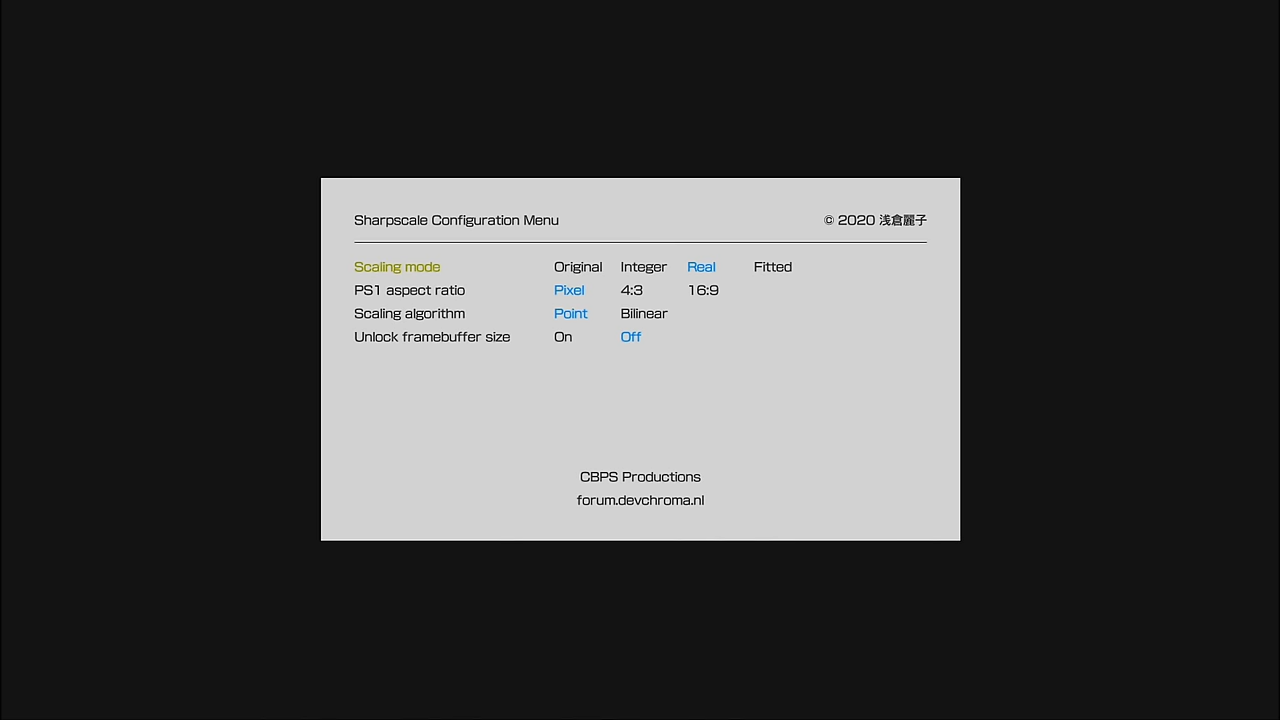 Sharpscale Configuration Menu © 2020 浅倉麗子
Scaling mode Original Integer Real Fitted
PS1 aspect ratio Pixel 4:3 16:9
Scaling algorithm Point Bilinear
Unlock framebuffer size On Off
CBPS Productions
forum.devchroma.nl